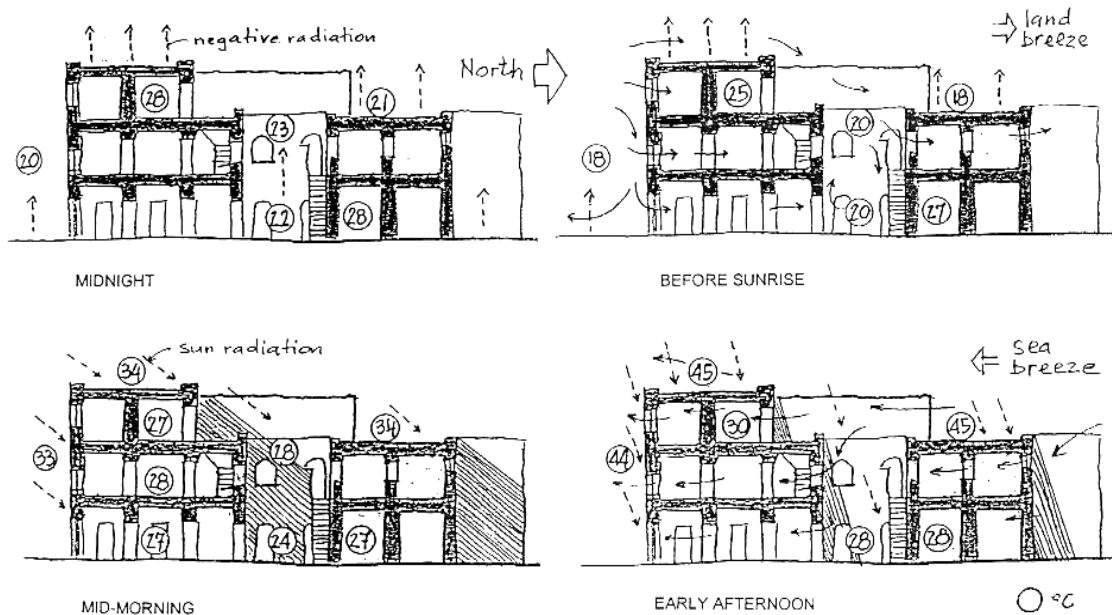 negative radiation
28
21
23
20
22
28
MIDNIGHT
North
land
breeze
25
18
20
18
20
27
BEFORE SUNRISE
sun radiation
34
27
34
33
28
28
27
24
27
MID-MORNING
sea
breeze
45
30
45
44
28
28
EARLY AFTERNOON
°C